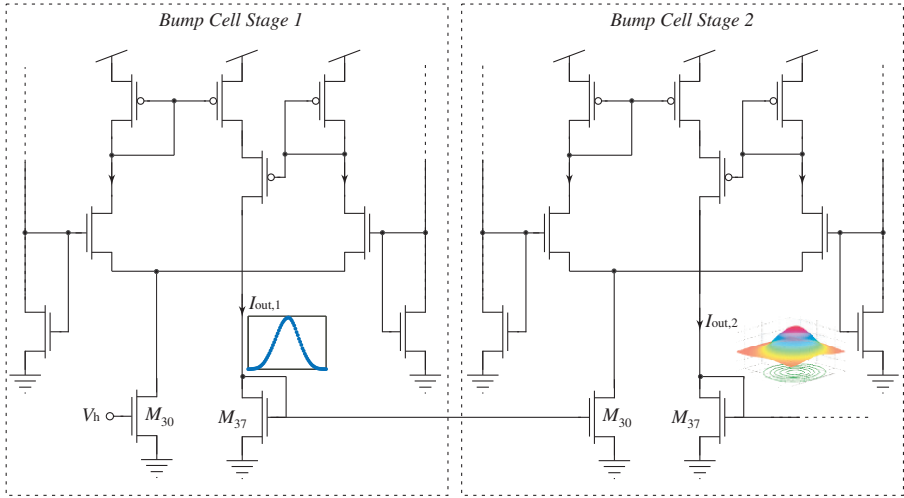 Bump Cell Stage 1
Bump Cell Stage 2
Iout,1
Iout,2
Vh
M30
M37
M30
M37